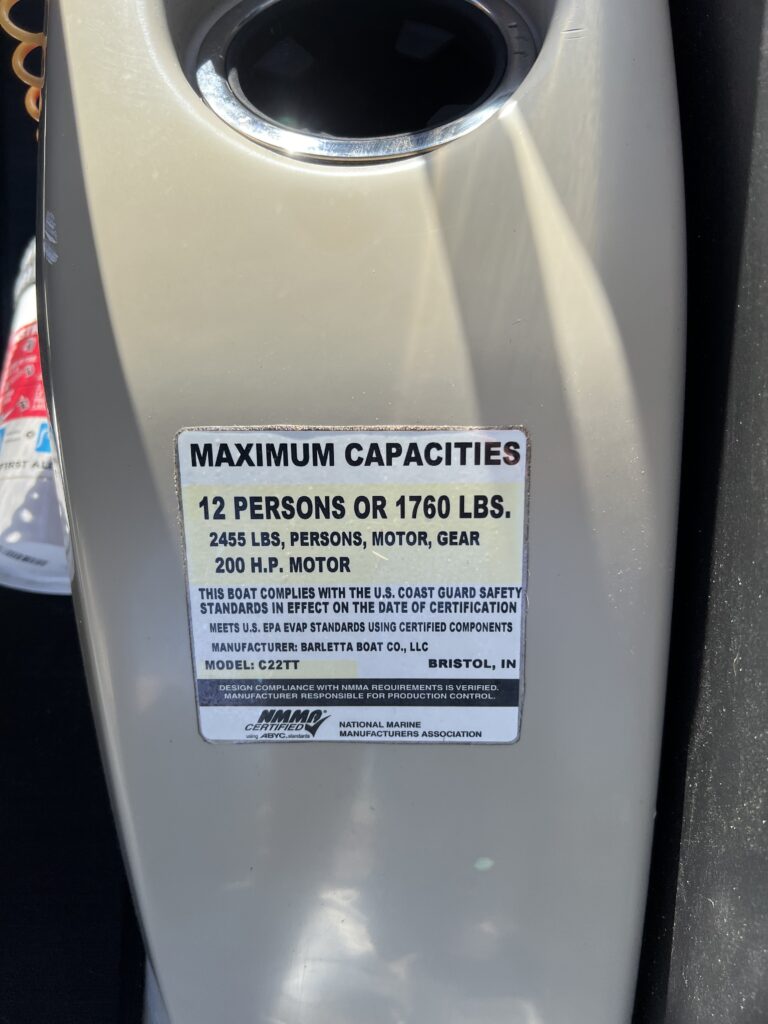 MAXIMUM CAPACITIES
12 PERSONS OR 1760 LBS.
2455 LBS, PERSONS, MOTOR, GEAR
200 H.P. MOTOR
THIS BOAT COMPLIES WITH THE U.S. COAST GUARD SAFETY
STANDARDS IN EFFECT ON THE DATE OF CERTIFICATION
MEETS U.S. EPA EVAP STANDARDS USING CERTIFIED COMPONENTS
MANUFACTURER: BARLETTA BOAT CO., LLC
MODEL: C22TT BRISTOL, IN
DESIGN COMPLIANCE WITH NMMA REQUIREMENTS IS VERIFIED.
MANUFACTURER RESPONSIBLE FOR PRODUCTION CONTROL.
NMMA®
CERTIFIED
using ABYC. standards
NATIONAL MARINE
MANUFACTURERS ASSOCIATION
FIRST